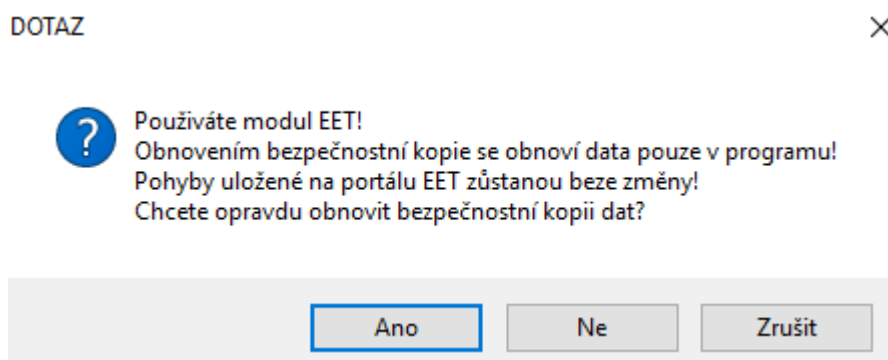 DOTAZ
Použiváte modul EET!
Obnovením bezpečnostní kopie se obnoví data pouze v programu!
Pohyby uložené na portálu EET zůstanou beze změny!
Chcete opravdu obnovit bezpečnostní kopii dat?
Ano
Ne
Zrušit